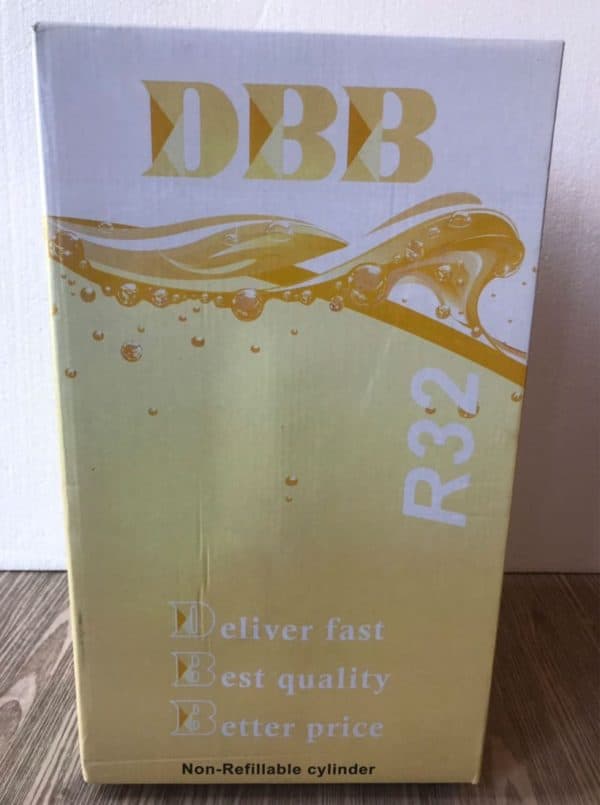 DBB
R32
Deliver fast
Best quality
Better price
Non-Refillable cylinder